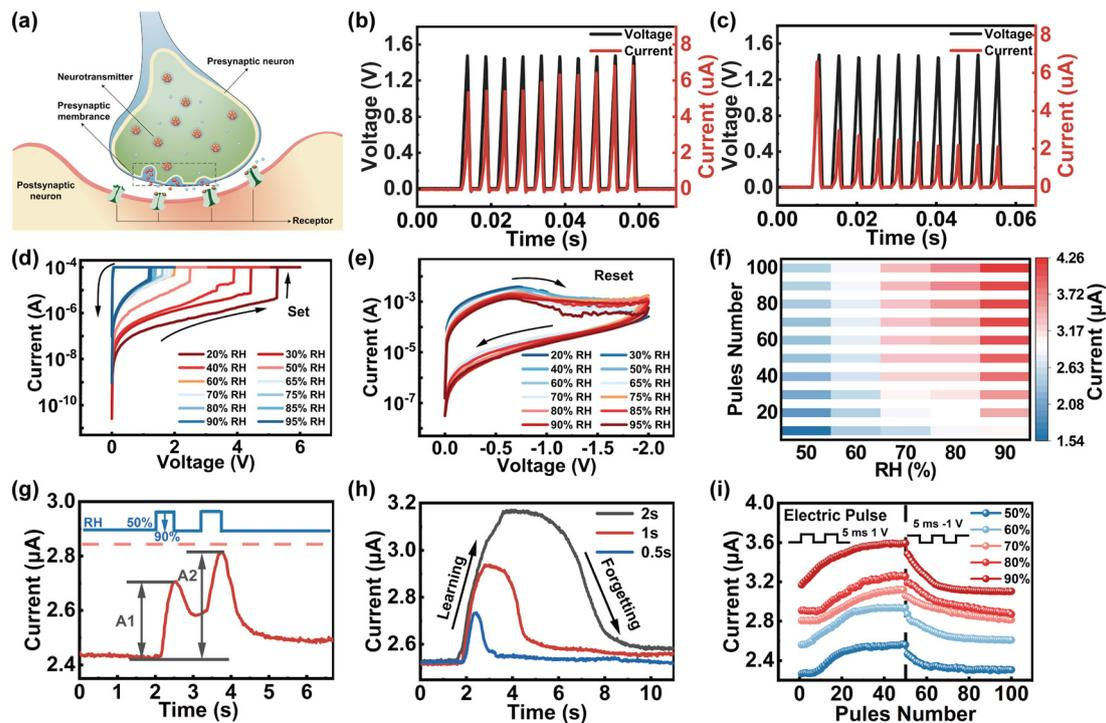 (a)
Neurotransmitter
Presynaptic neuron
Presynaptic
membrance
Postsynaptic
neuron
Receptor
(b)
Voltage
Current
Voltage (V)
1.6
1.2
0.8
0.4
0.0
8
6
4
2
0
Current (uA)
0.00 0.02 0.04 0.06
Time (s)
(c)
Voltage
Current
Voltage (V)
1.6
1.2
0.8
0.4
0.0
8
6
4
2
0
Current (uA)
0.00 0.02 0.04 0.06
Time (s)
(d)
Current (A)
10-4
10-6
10-8
10-10
Set
20% RH 30% RH
40% RH 50% RH
60% RH 65% RH
70% RH 75% RH
80% RH 85% RH
90% RH 95% RH
0 2 4 6
Voltage (V)
(e)
Current (A)
10-3
10-5
10-7
Reset
20% RH 30% RH
40% RH 50% RH
60% RH 65% RH
70% RH 75% RH
80% RH 85% RH
90% RH 95% RH
0.0 -0.5 -1.0 -1.5 -2.0
Voltage (V)
(f)
Pules Number
100
80
60
40
20
50 60 70 80 90
RH (%)
4.26
3.72
3.17
2.63
2.08
1.54
Current (μA)
(g)
Current (μA)
3.0
2.8
2.6
2.4
RH
50%
90%
A1
A2
0 1 2 3 4 5 6
Time (s)
(h)
Current (μA)
3.2
3.0
2.8
2.6
Learning
Forgetting
2s
1s
0.5s
0 2 4 6 8 10
Time (s)
(i)
Current (μA)
4.0
3.6
3.2
2.8
2.4
Electric Pulse
5 ms 1 V
5 ms -1 V
50%
60%
70%
80%
90%
0 20 40 60 80 100
Pules Number